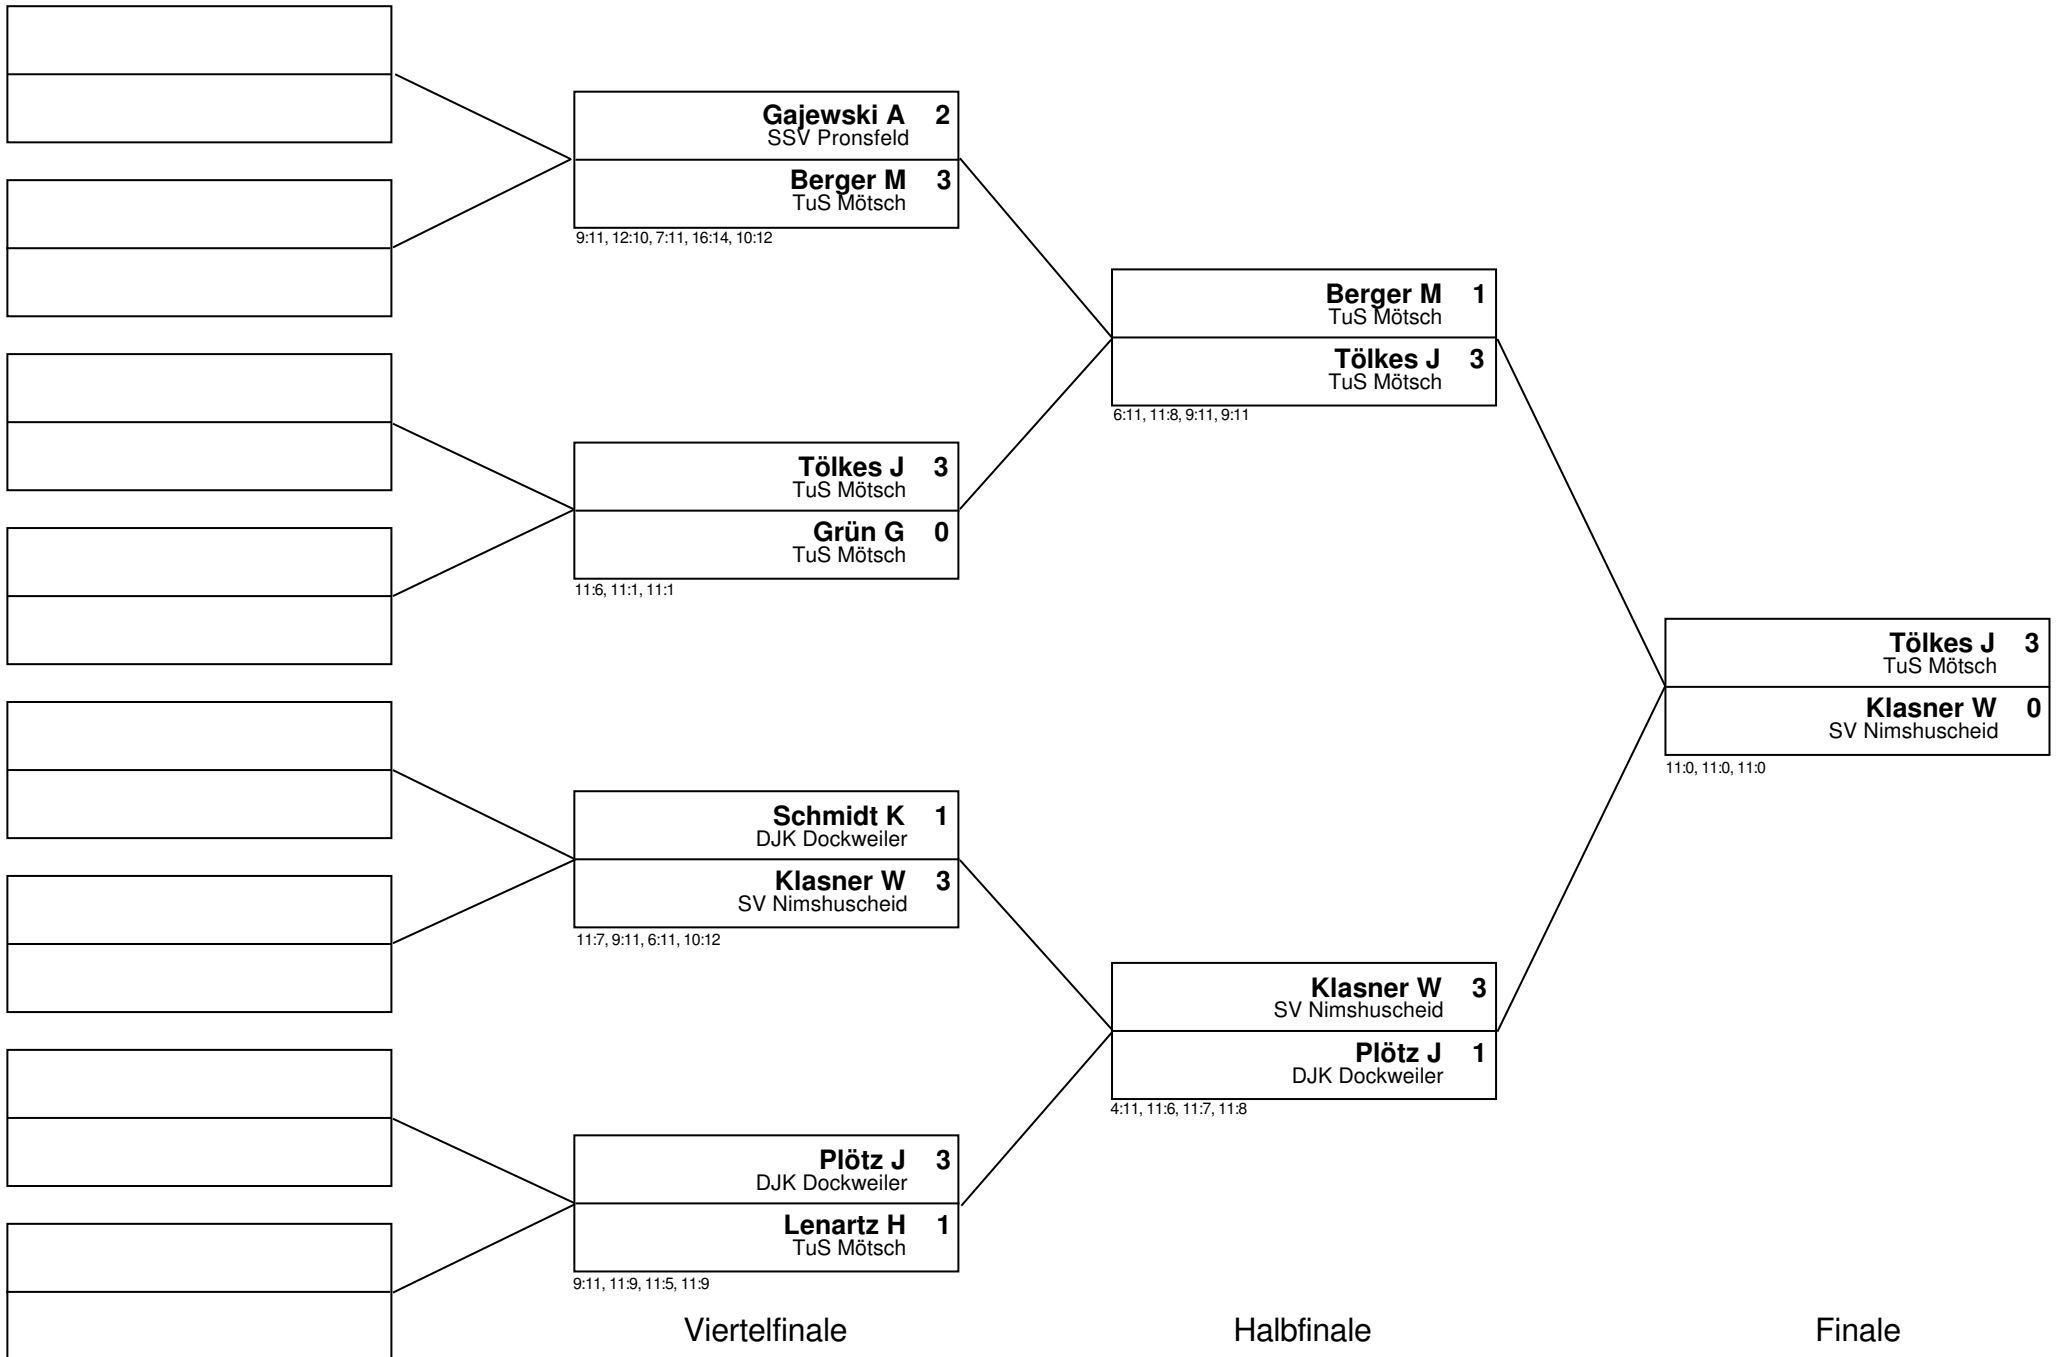 Gajewski A 2
SSV Pronsfeld
Berger M 3
TuS Mötsch
9:11, 12:10, 7:11, 16:14, 10:12
Tölkes J 3
TuS Mötsch
Grün G 0
TuS Mötsch
11:6, 11:1, 11:1
Schmidt K 1
DJK Dockweiler
Klasner W 3
SV Nimshuscheid
11:7, 9:11, 6:11, 10:12
Plötz J 3
DJK Dockweiler
Lenartz H 1
TuS Mötsch
9:11, 11:9, 11:5, 11:9
Viertelfinale
Berger M 1
TuS Mötsch
Tölkes J 3
TuS Mötsch
6:11, 11:8, 9:11, 9:11
Klasner W 3
SV Nimshuscheid
Plötz J 1
DJK Dockweiler
4:11, 11:6, 11:7, 11:8
Halbfinale
Tölkes J 3
TuS Mötsch
Klasner W 0
SV Nimshuscheid
11:0, 11:0, 11:0
Finale